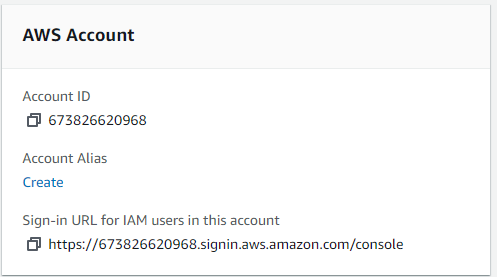 AWS Account
Account ID
673826620968
Account Alias
Create
Sign-in URL for IAM users in this account
https://673826620968.signin.aws.amazon.com/console